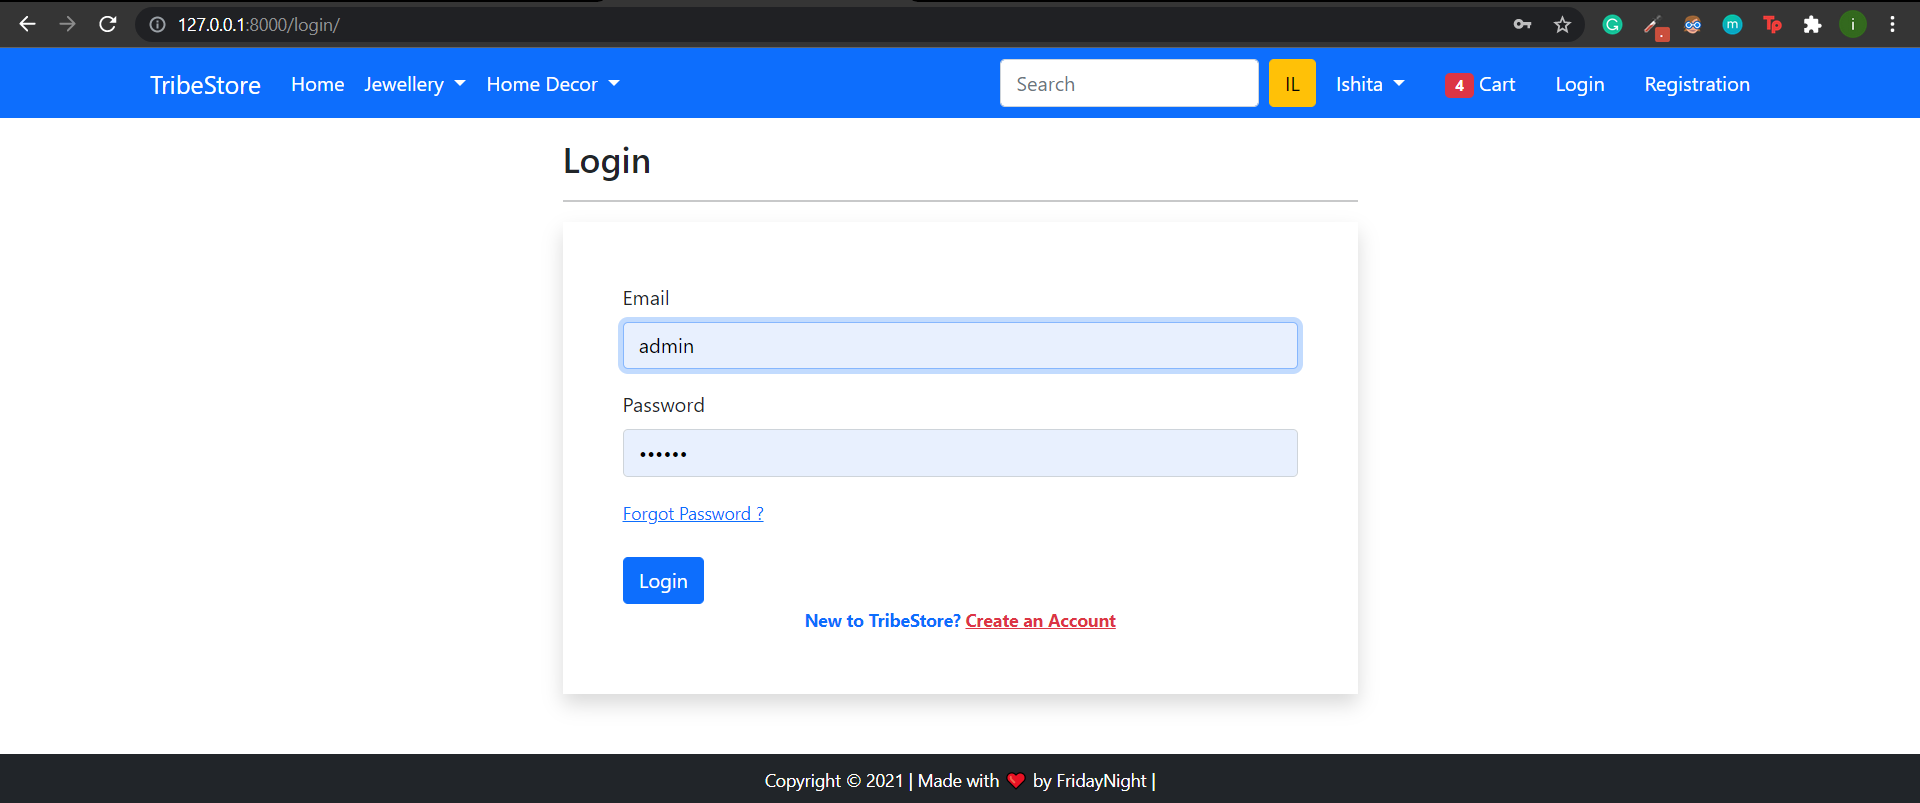 127.0.0.1:8000/login/
TribeStore Home Jewellery Home Decor Search IL Ishita 4 Cart Login Registration
Login
Email
admin
Password
••••••
Forgot Password ?
Login
New to TribeStore? Create an Account
Copyright © 2021 | Made with ❤ by FridayNight |